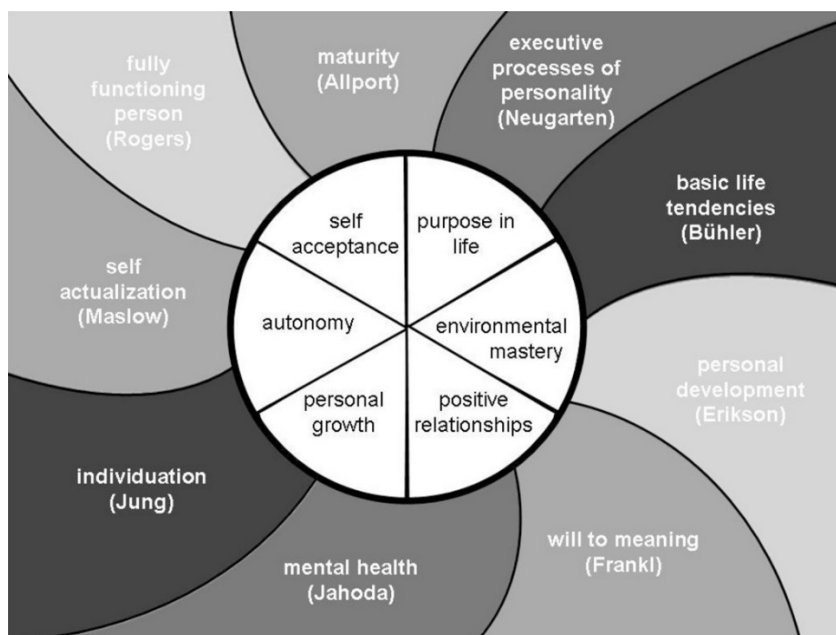 maturity
(Allport)
executive
processes of
personality
(Neugarten)
basic life
tendencies
(Bühler)
personal
development
(Erikson)
will to meaning
(Frankl)
mental health
(Jahoda)
individuation
(Jung)
self
actualization
(Maslow)
fully
functioning
person
(Rogers)
self
acceptance
purpose in
life
environmental
mastery
positive
relationships
personal
growth
autonomy